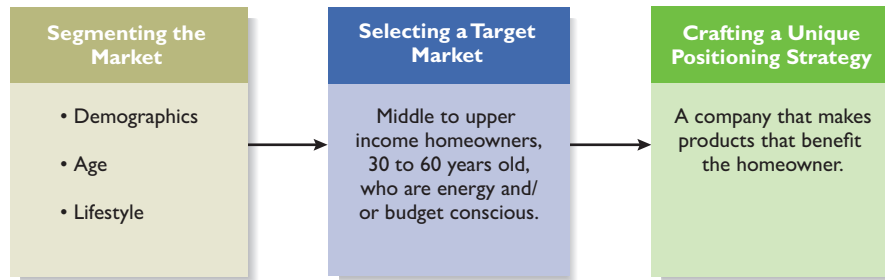 Segmenting the
Market
• Demographics
• Age
• Lifestyle
Selecting a Target
Market
Middle to upper
income homeowners,
30 to 60 years old,
who are energy and/
or budget conscious.
Crafting a Unique
Positioning Strategy
A company that makes
products that benefit
the homeowner.